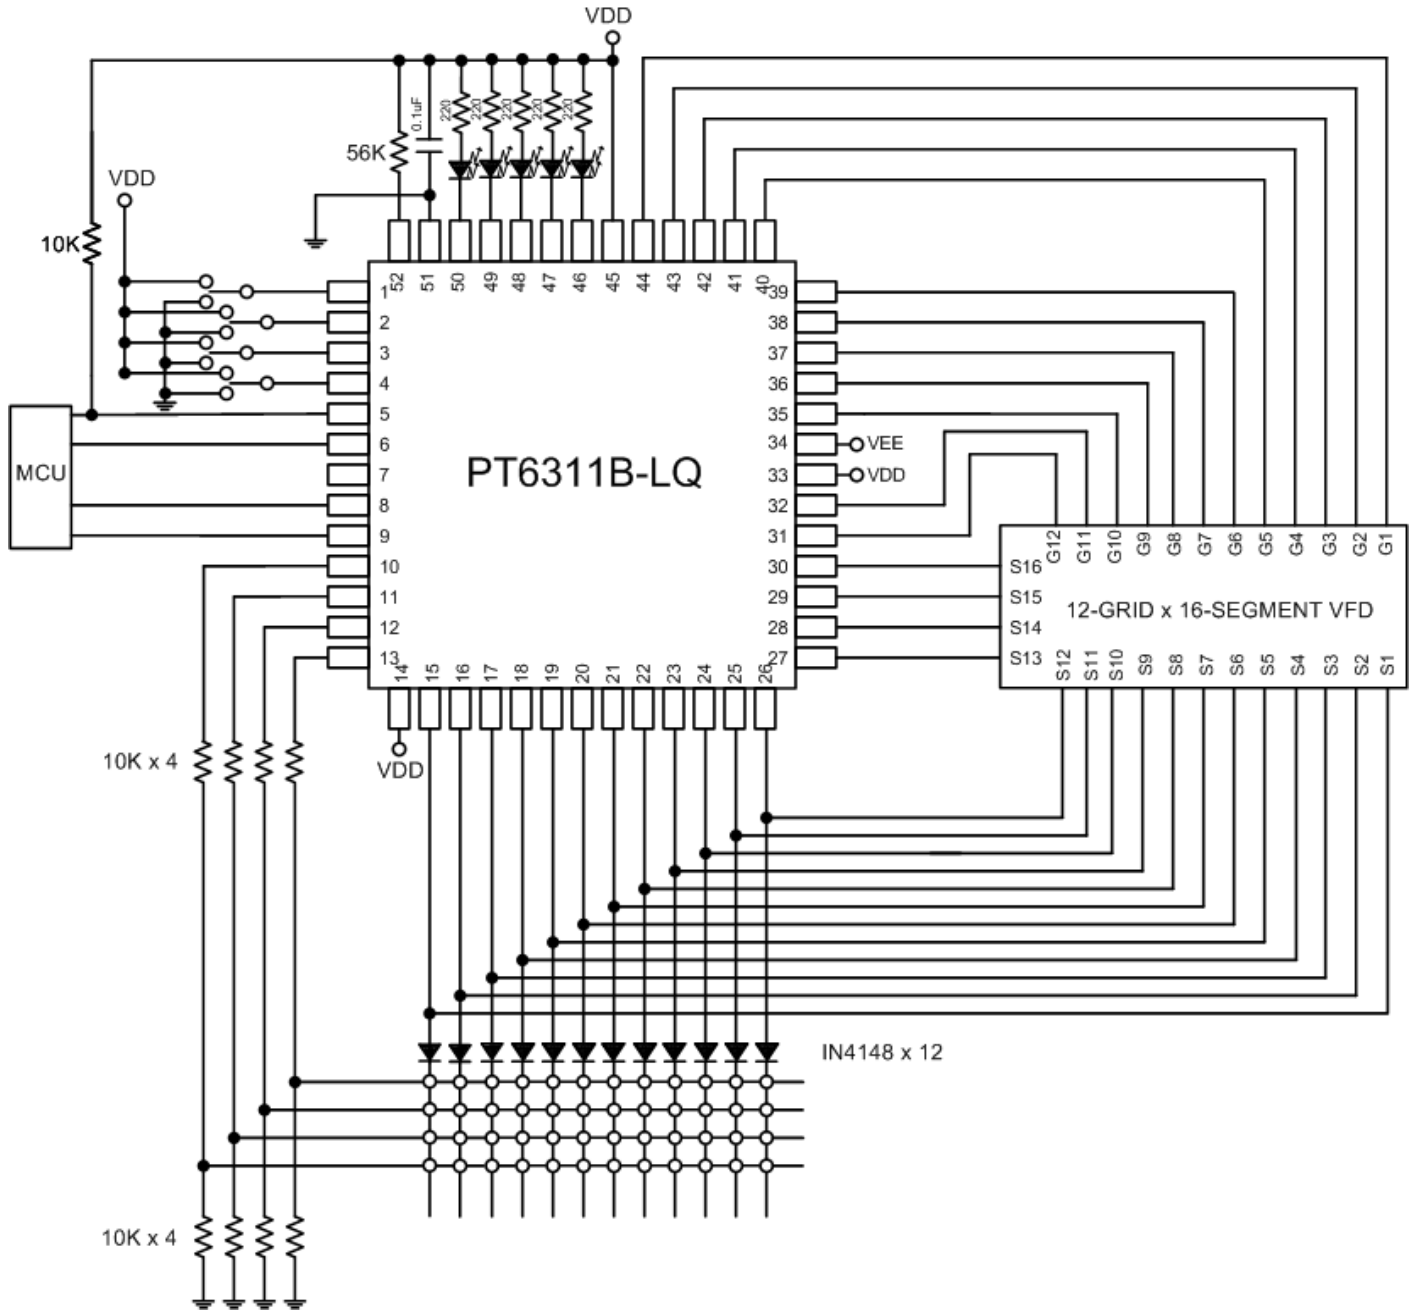 VDD
0.1uF
220
220
220
220
220
56K
VDD
10K
52
51
50
49
48
47
46
45
44
43
42
41
40
1
2
3
4
5
6
7
8
9
10
11
12
13
39
38
37
36
35
34
33
32
31
30
29
28
27
VEE
VDD
MCU
PT6311B-LQ
G12
G11
G10
G9
G8
G7
G6
G5
G4
G3
G2
G1
S16
S15
S14
S13
12-GRID x 16-SEGMENT VFD
S12
S11
S10
S9
S8
S7
S6
S5
S4
S3
S2
S1
14
15
16
17
18
19
20
21
22
23
24
25
26
10K x 4
VDD
IN4148 x 12
10K x 4